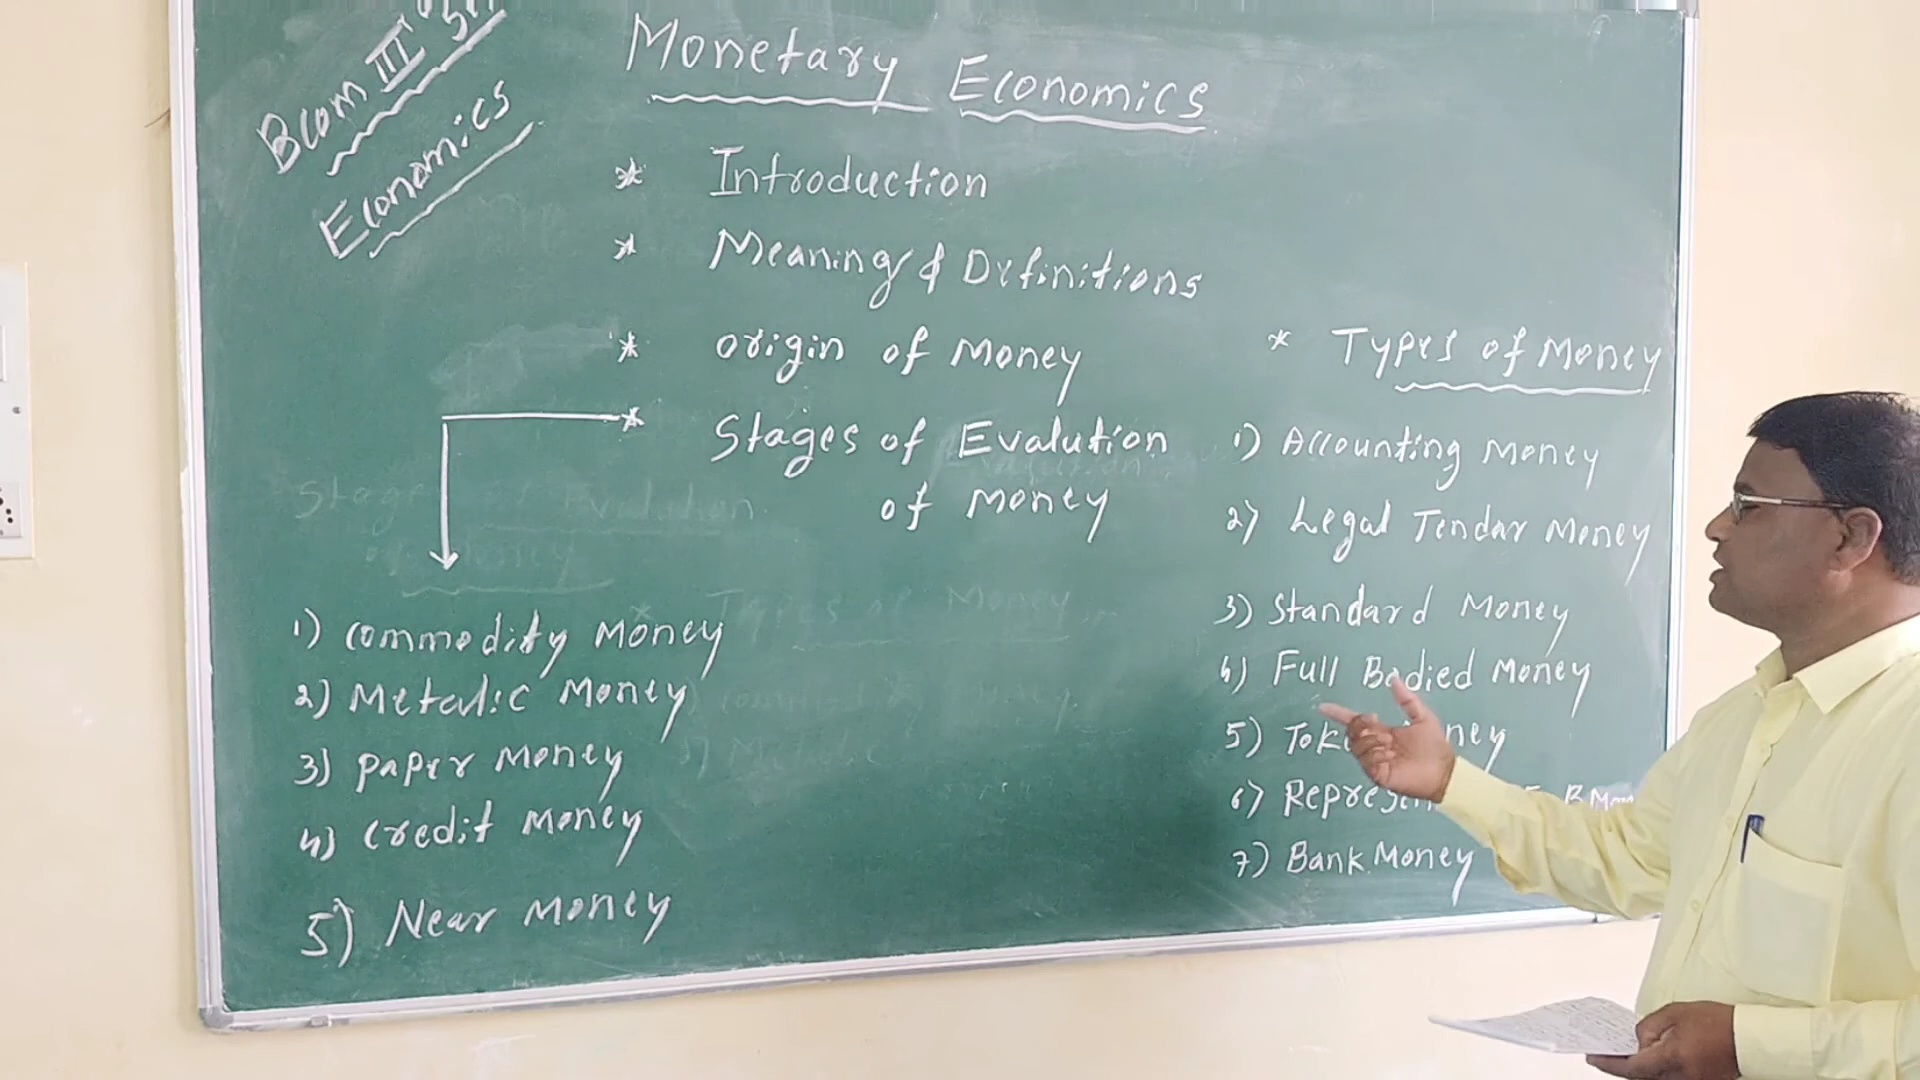 Bcom III
Economics
Monetary Economics
* Introduction
* Meaning & Definitions
* Origin of Money
* Stages of Evalution
of Money
1) Commodity Money
2) Metalic Money
3) Paper Money
4) Credit Money
5) Near Money
* Types of Money
1) Accounting Money
2) Legal Tendar Money
3) Standard Money
4) Full Bodied Money
5)
6)
7) Bank Money